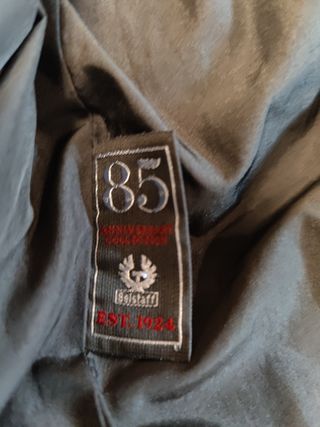 85
ANNIVERSARY
COLLECTION
Belstaff
EST. 1924